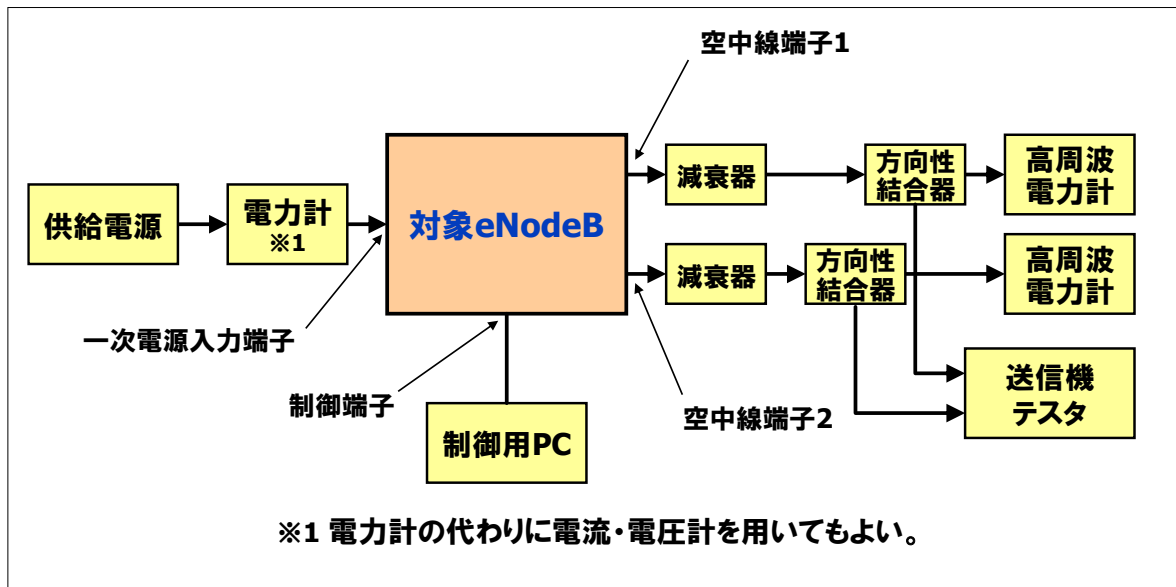 空中線端子1
供給電源
電力計
※1
対象eNodeB
減衰器
方向性
結合器
高周波
電力計
減衰器
方向性
結合器
高周波
電力計
一次電源入力端子
制御端子
制御用PC
空中線端子2
送信機
テスタ
※1 電力計の代わりに電流・電圧計を用いてもよい。